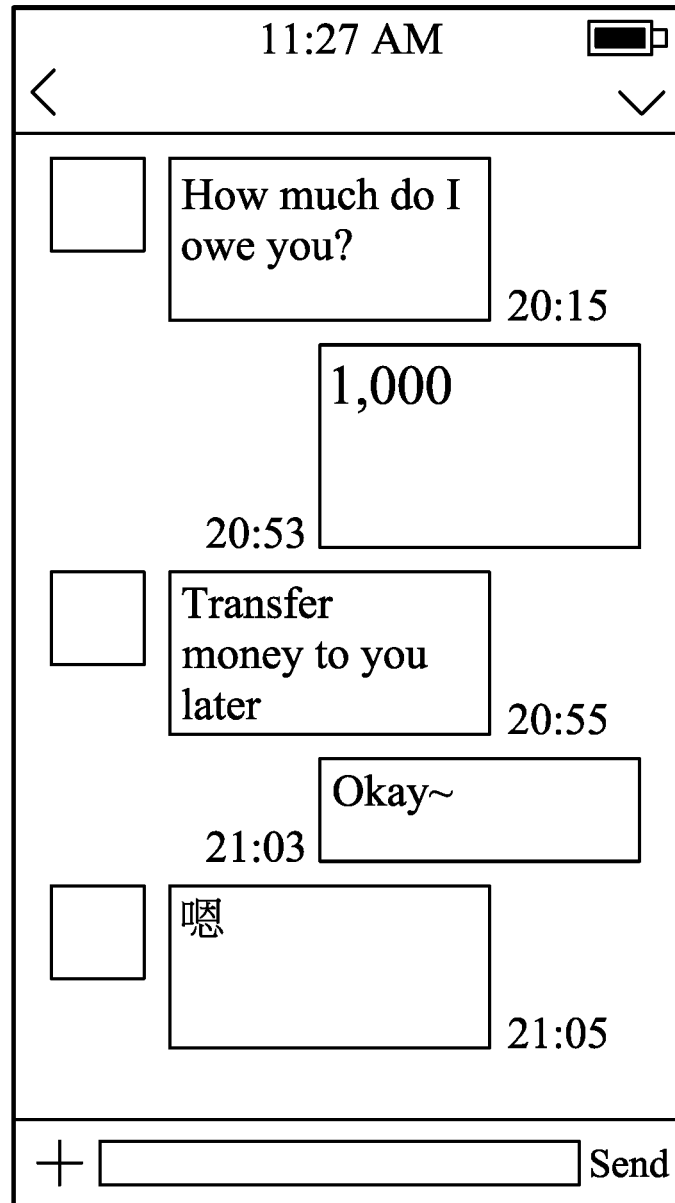 11:27 AM
How much do I
owe you?
20:15
1,000
20:53
Transfer
money to you
later
20:55
Okay~
21:03
嗯
21:05
Send